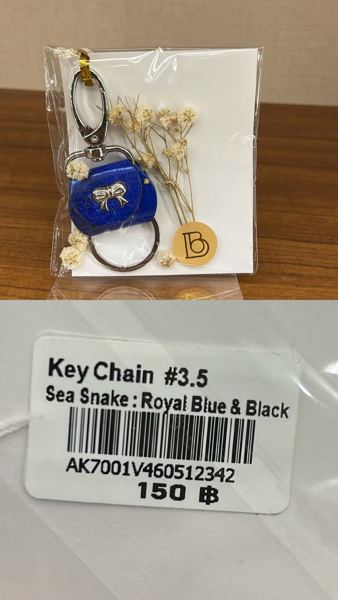 B
Key Chain #3.5
Sea Snake : Royal Blue & Black
AK7001V460512342
150 ฿